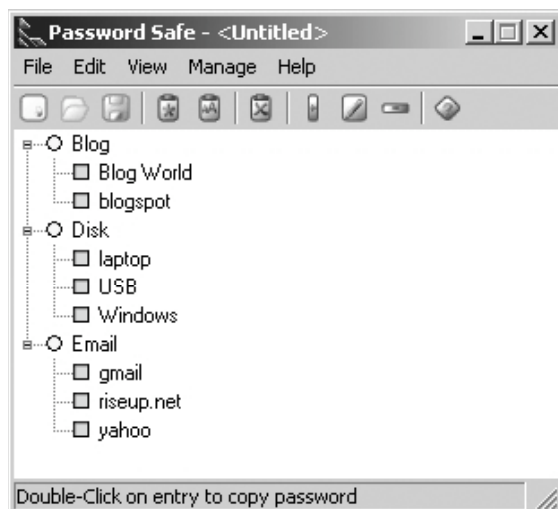 Password Safe - <Untitled>
File Edit View Manage Help
Blog
Blog World
blogspot
Disk
laptop
USB
Windows
Email
gmail
riseup.net
yahoo
Double-Click on entry to copy password